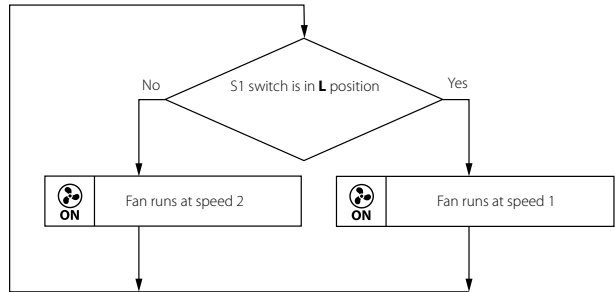 S1 switch is in L position
No
Yes
ON
Fan runs at speed 2
ON
Fan runs at speed 1